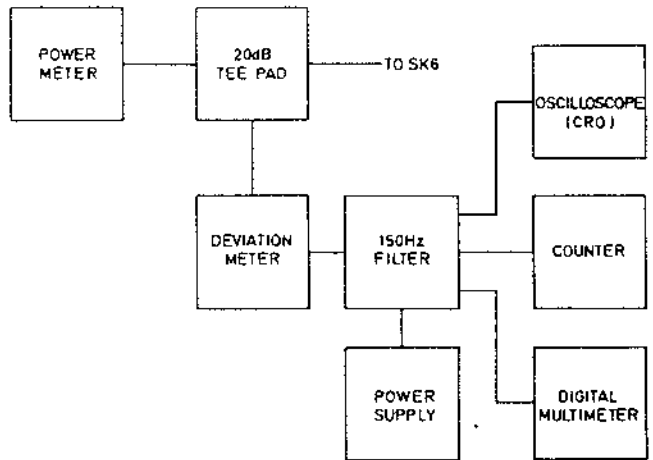 POWER
METER
20dB
TEE PAD
TO SK6
OSCILLOSCOPE
(CRO)
DEVIATION
METER
150Hz
FILTER
COUNTER
POWER
SUPPLY
DIGITAL
MULTIMETER